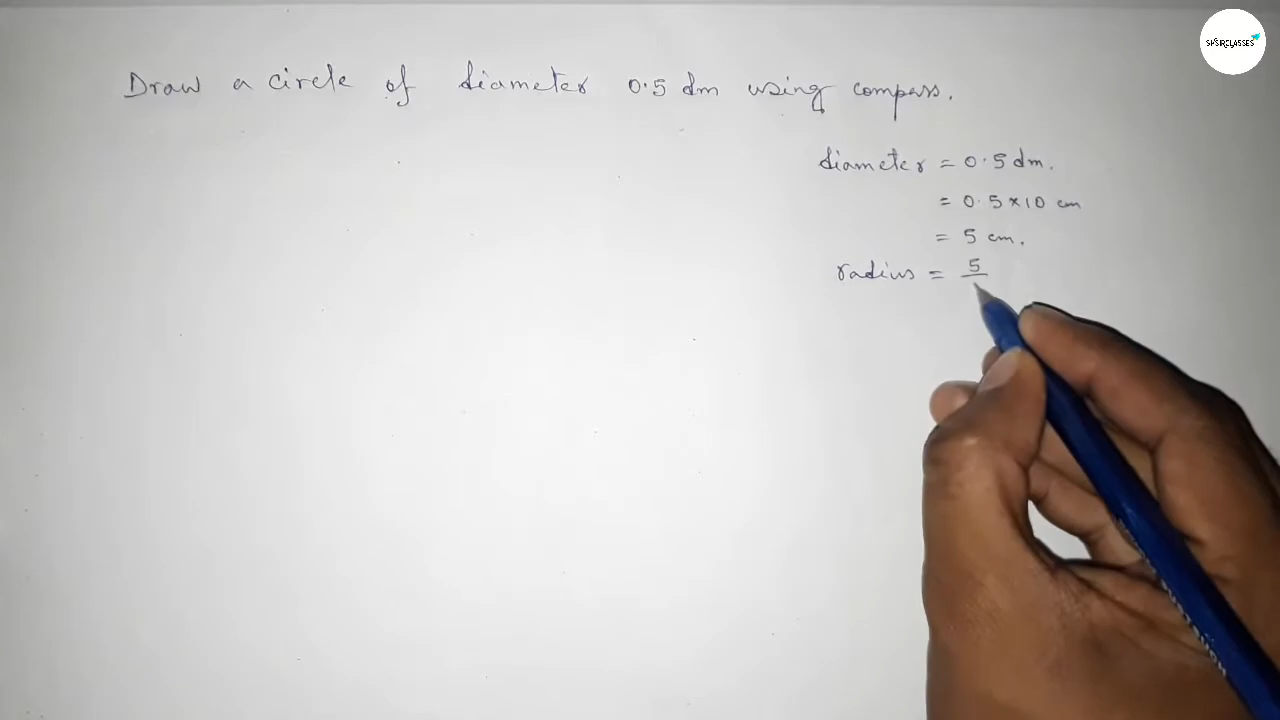 Draw a circle of diameter 0.5 dm using compass.
diameter = 0.5 dm.
= 0.5 × 10 cm
= 5 cm.
radius = 5/
SHSIRCLASSES